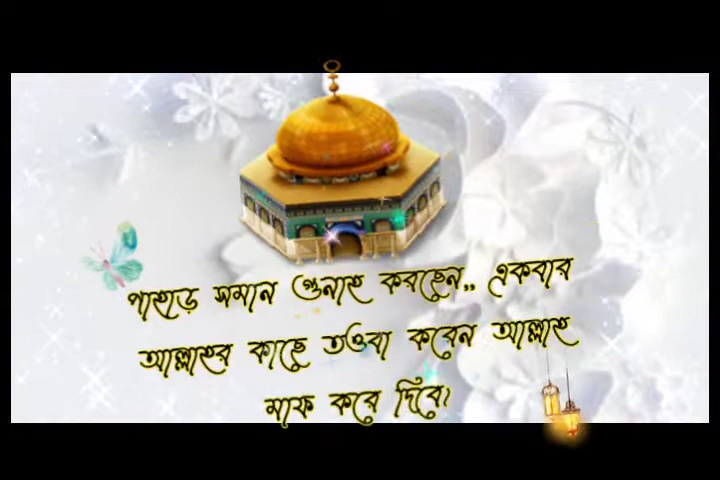 পাহাড় সমান গুনাহ করছেন,, একবার
আল্লাহর কাছে তওবা করেন আল্লাহ
মাফ করে দিবে।